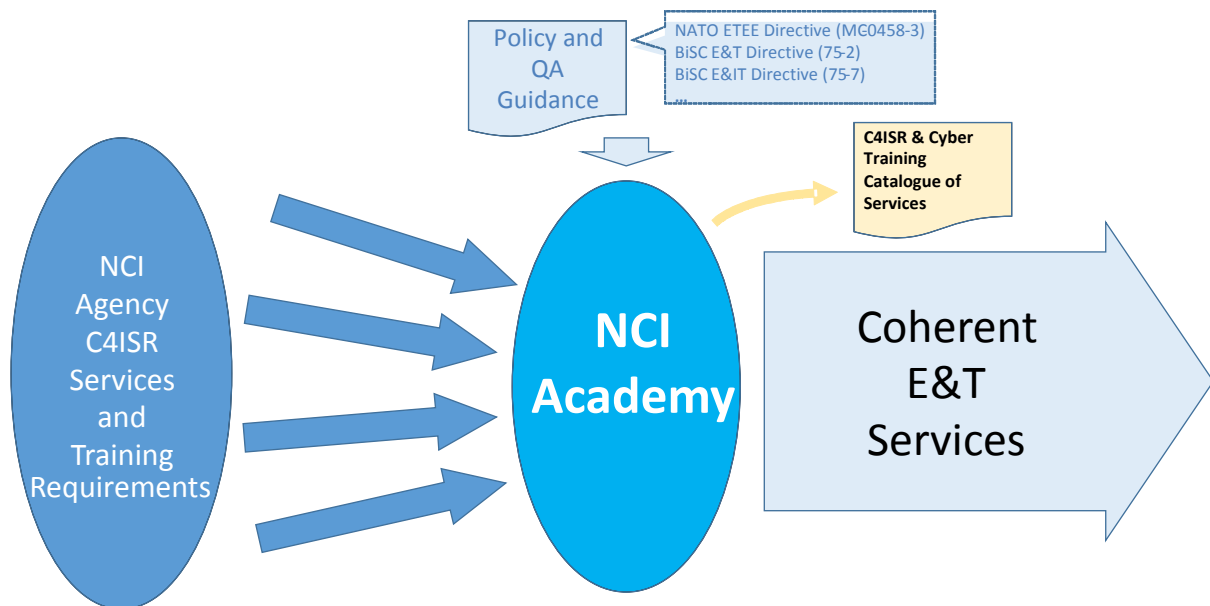 Policy and
QA
Guidance
NATO ETEE Directive (MC0458-3)
BiSC E&T Directive (75-2)
BiSC E&IT Directive (75-7)
...
C4ISR & Cyber
Training
Catalogue of
Services
NCI
Agency
C4ISR
Services
and
Training
Requirements
NCI
Academy
Coherent
E&T
Services